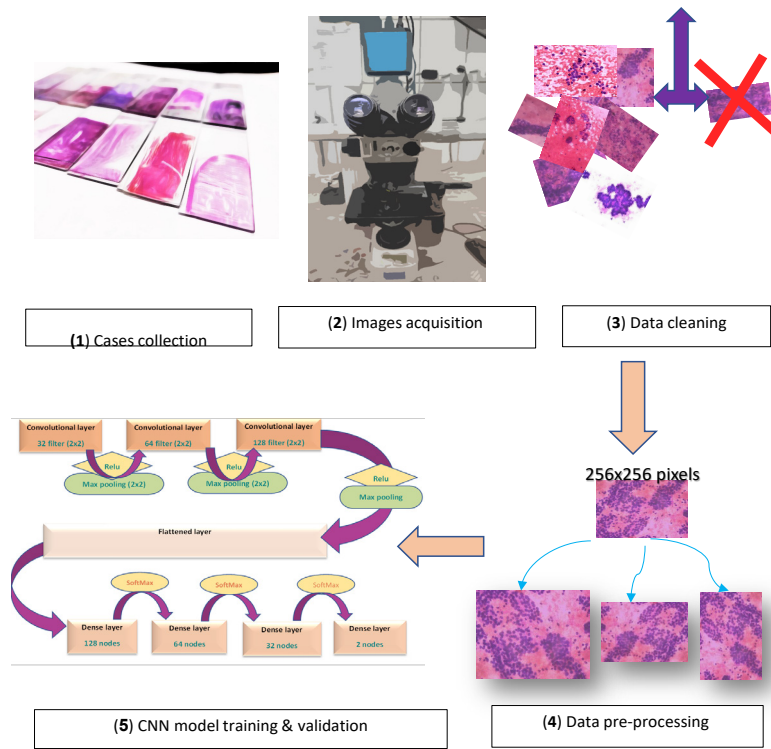 (1) Cases collection
(2) Images acquisition
(3) Data cleaning
Convolutional layer
32 filter (2x2)
Convolutional layer
64 filter (2x2)
Convolutional layer
128 filter (2x2)
Relu
Max pooling (2x2)
Relu
Max pooling (2x2)
Relu
Max pooling
Flattened layer
SoftMax
SoftMax
SoftMax
Dense layer
128 nodes
Dense layer
64 nodes
Dense layer
32 nodes
Dense layer
2 nodes
256x256 pixels
(4) Data pre-processing
(5) CNN model training & validation